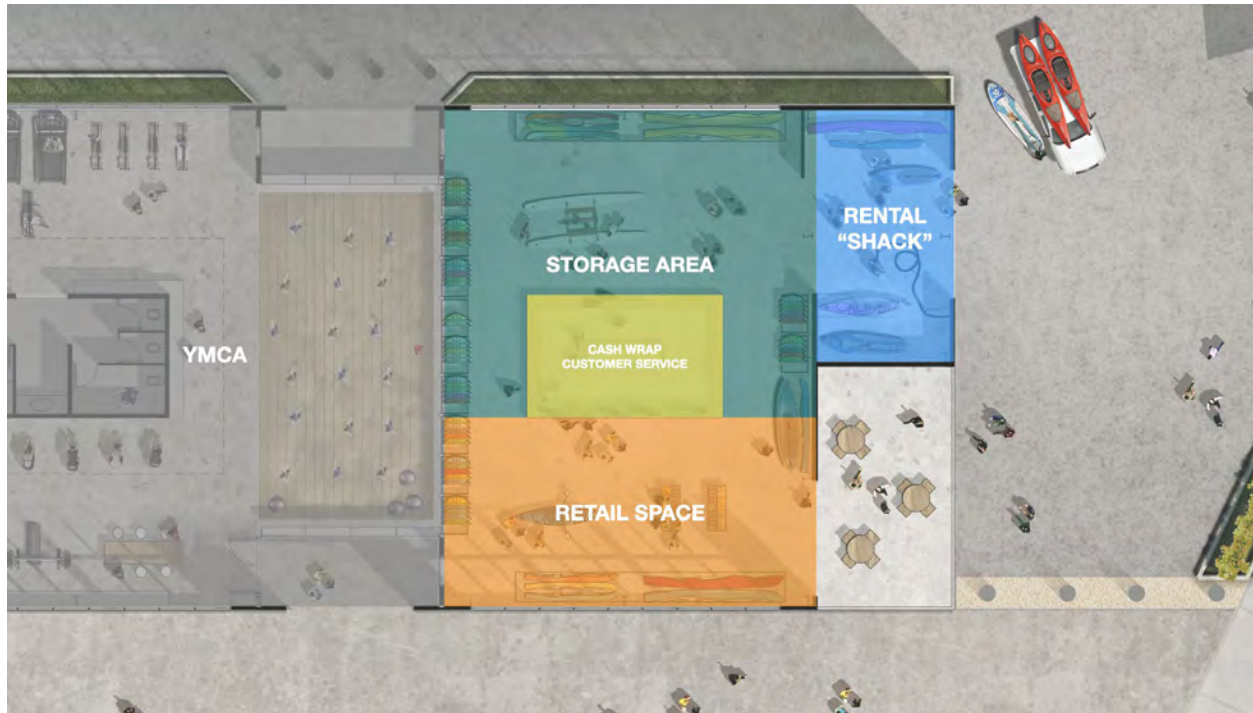 RENTAL
“SHACK”
STORAGE AREA
YMCA
CASH WRAP
CUSTOMER SERVICE
RETAIL SPACE